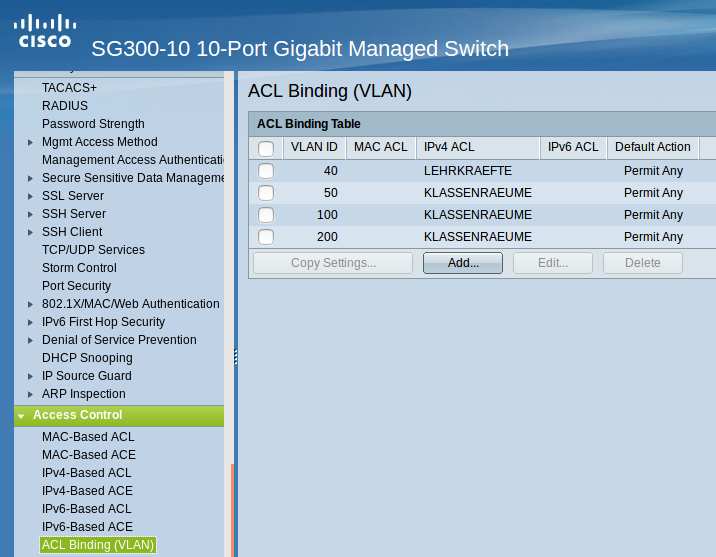 CISCO
SG300-10 10-Port Gigabit Managed Switch
TACACS+
RADIUS
Password Strength
Mgmt Access Method
Management Access Authenticati
Secure Sensitive Data Manageme
SSL Server
SSH Server
SSH Client
TCP/UDP Services
Storm Control
Port Security
802.1X/MAC/Web Authentication
IPv6 First Hop Security
Denial of Service Prevention
DHCP Snooping
IP Source Guard
ARP Inspection
Access Control
MAC-Based ACL
MAC-Based ACE
IPv4-Based ACL
IPv4-Based ACE
IPv6-Based ACL
IPv6-Based ACE
ACL Binding (VLAN)
ACL Binding (VLAN)
ACL Binding Table
VLAN ID MAC ACL IPv4 ACL IPv6 ACL Default Action
40 LEHRKRAEFTE Permit Any
50 KLASSENRAEUME Permit Any
100 KLASSENRAEUME Permit Any
200 KLASSENRAEUME Permit Any
Copy Settings... Add... Edit... Delete